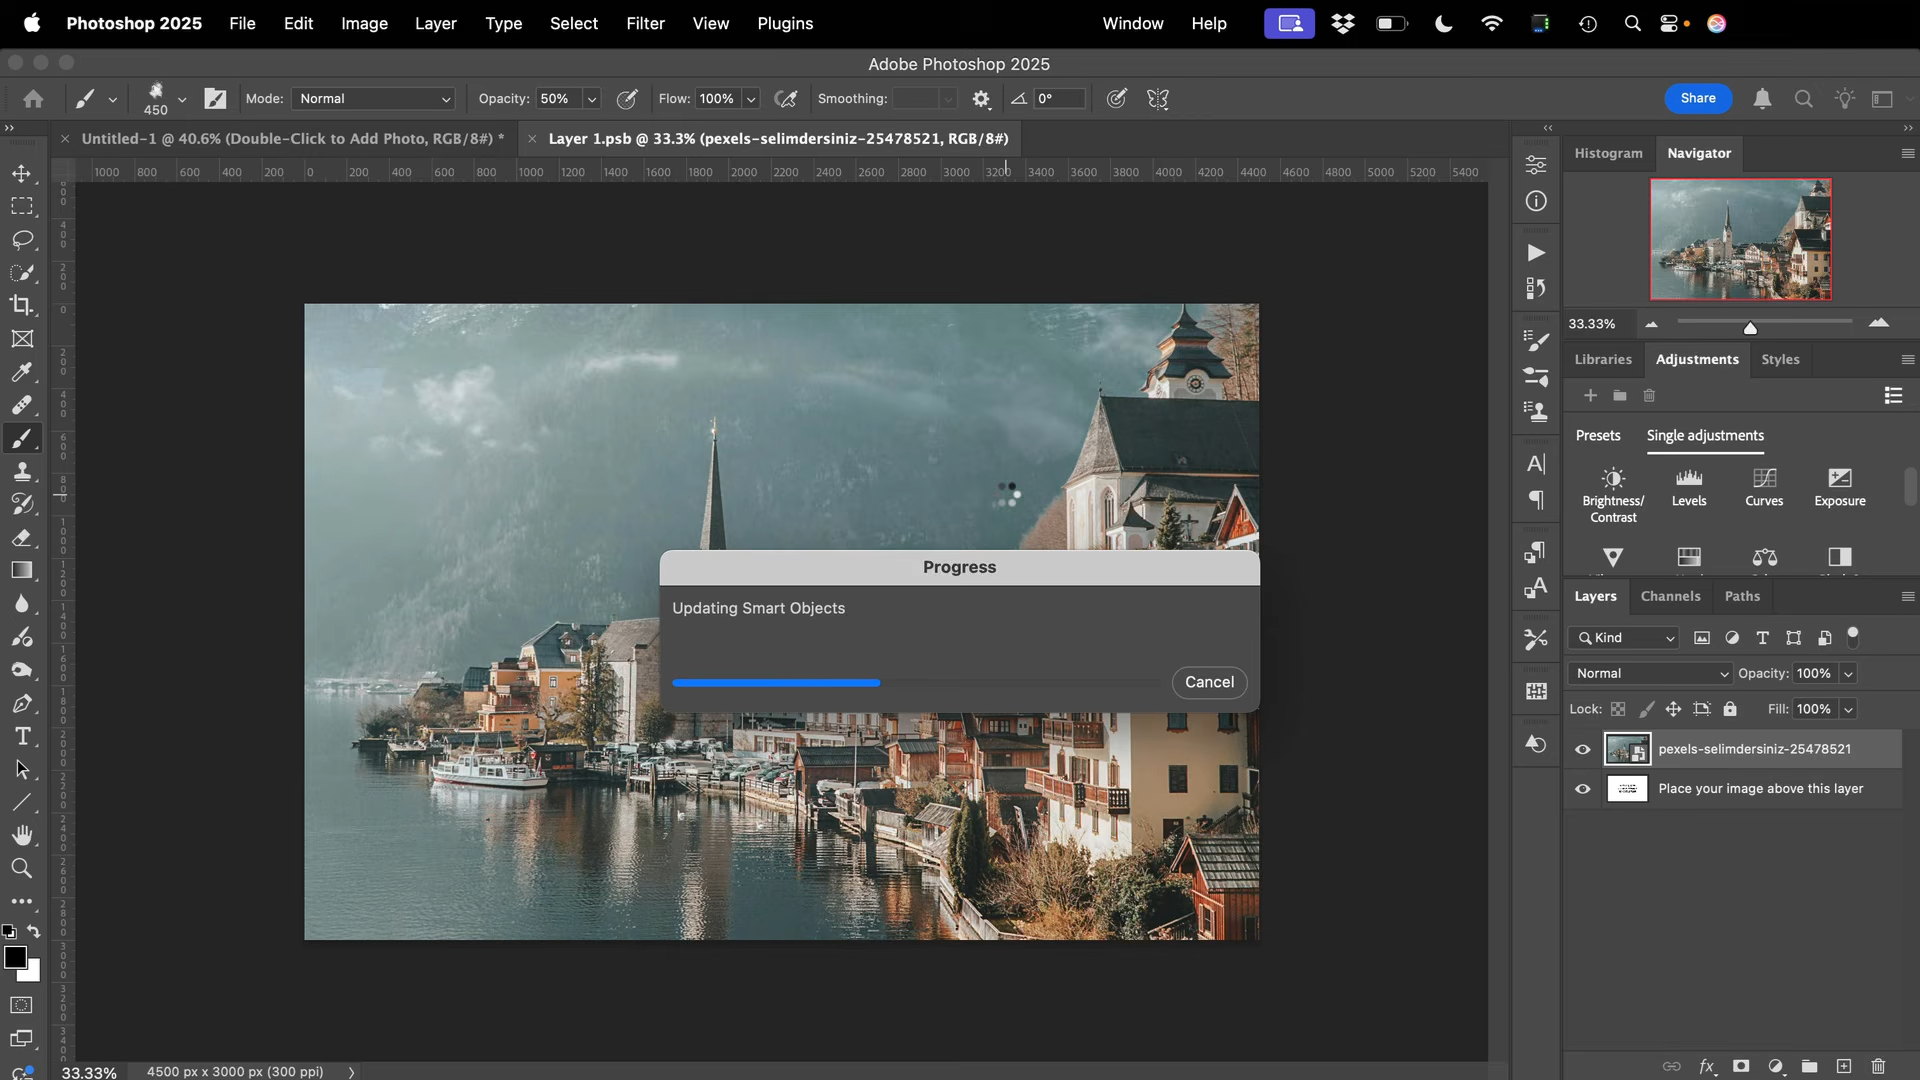 Photoshop 2025 File Edit Image Layer Type Select Filter View Plugins Window Help
Adobe Photoshop 2025
450 Mode: Normal Opacity: 50% Flow: 100% Smoothing: 0° Share
Untitled-1 @ 40.6% (Double-Click to Add Photo, RGB/8#) *
Layer 1.psb @ 33.3% (pexels-selimdersiniz-25478521, RGB/8#)
1000 800 600 400 200 0 200 400 600 800 1000 1200 1400 1600 1800 2000 2200 2400 2600 2800 3000 3200 3400 3600 3800 4000 4200 4400 4600 4800 5000 5200 5400
Histogram Navigator
33.33%
Libraries Adjustments Styles
Presets Single adjustments
Brightness/
Contrast
Levels
Curves
Exposure
Progress
Updating Smart Objects
Cancel
Layers Channels Paths
Kind
Normal Opacity: 100%
Lock: Fill: 100%
pexels-selimdersiniz-25478521
Place your image above this layer
33.33% 4500 px x 3000 px (300 ppi)